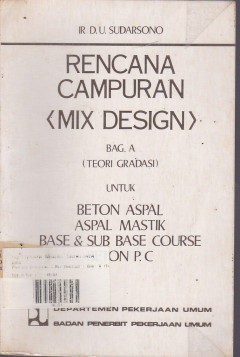 IR D.U. SUDARSONO
RENCANA
CAMPURAN
<MIX DESIGN>
BAG. A
(TEORI GRADASI)
UNTUK
BETON ASPAL
ASPAL MASTIK
BASE & SUB BASE COURSE
ON P.C
DEPARTEMEN PEKERJAAN UMUM
BADAN PENERBIT PEKERJAAN UMUM